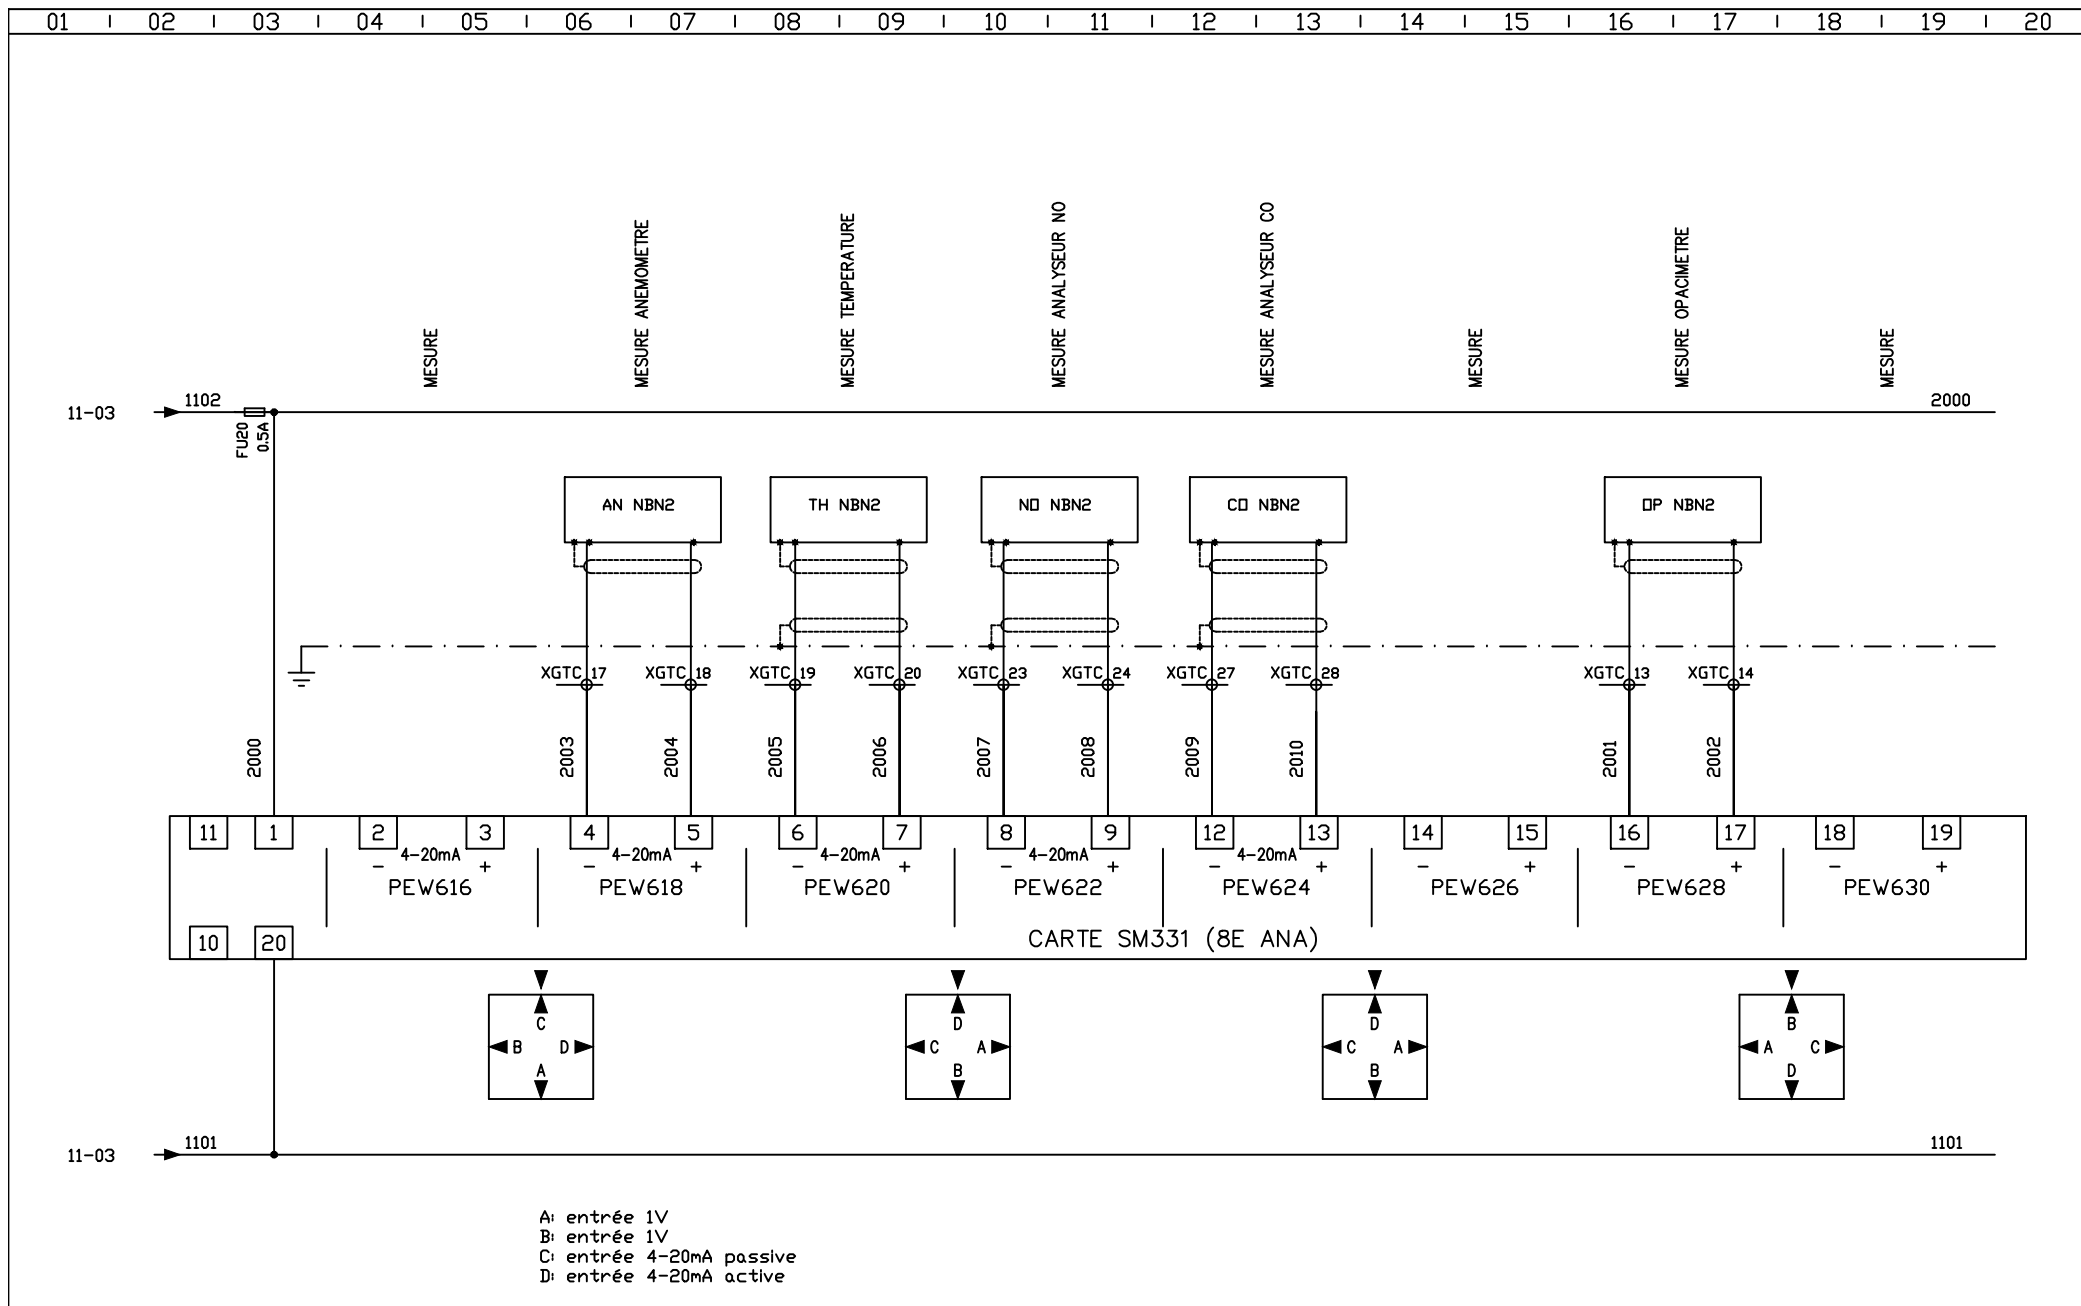 01 02 03 04 05 06 07 08 09 10 11 12 13 14 15 16 17 18 19 20
MESURE
MESURE ANEMOMETRE
MESURE TEMPERATURE
MESURE ANALYSEUR NO
MESURE ANALYSEUR CO
MESURE
MESURE OPACIMETRE
MESURE
11-03 1102 2000
FU20
0.5A
AN NBN2 TH NBN2 NO NBN2 CO NBN2 OP NBN2
XGTC 17 XGTC 18 XGTC 19 XGTC 20 XGTC 23 XGTC 24 XGTC 27 XGTC 28 XGTC 13 XGTC 14
2000 2003 2004 2005 2006 2007 2008 2009 2010 2001 2002
11 1 2 3 4 5 6 7 8 9 12 13 14 15 16 17 18 19
- 4-20mA + - 4-20mA + - 4-20mA + - 4-20mA + - 4-20mA + - + - + - +
PEW616 PEW618 PEW620 PEW622 PEW624 PEW626 PEW628 PEW630
10 20 CARTE SM331 (8E ANA)
C D D B
B D C A C A A C
A B B D
11-03 1101 1101
A: entrée 1V
B: entrée 1V
C: entrée 4-20mA passive
D: entrée 4-20mA active